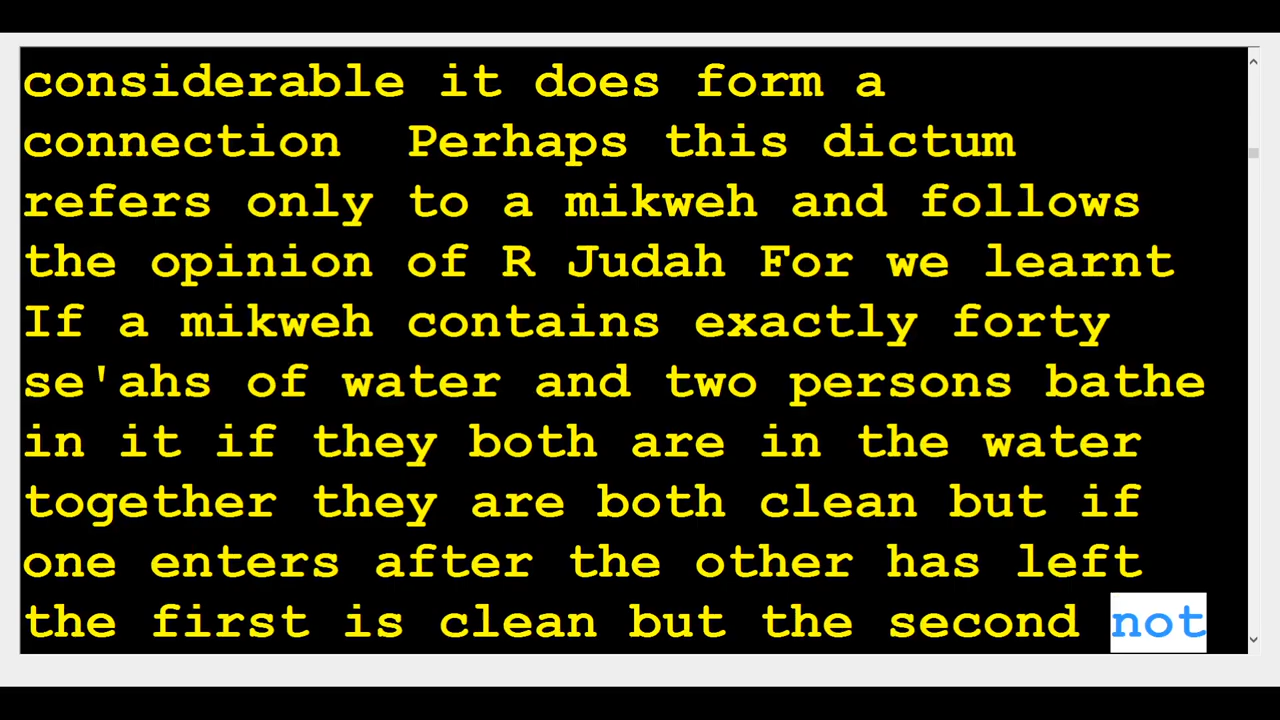 considerable it does form a
connection  Perhaps this dictum
refers only to a mikweh and follows
the opinion of R Judah For we learnt
If a mikweh contains exactly forty
se'ahs of water and two persons bathe
in it if they both are in the water
together they are both clean but if
one enters after the other has left
the first is clean but the second not